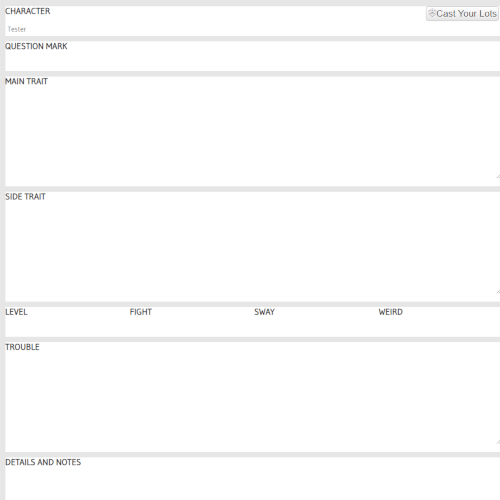 CHARACTER
Cast Your Lots
Tester
QUESTION MARK
MAIN TRAIT
SIDE TRAIT
LEVEL FIGHT SWAY WEIRD
TROUBLE
DETAILS AND NOTES